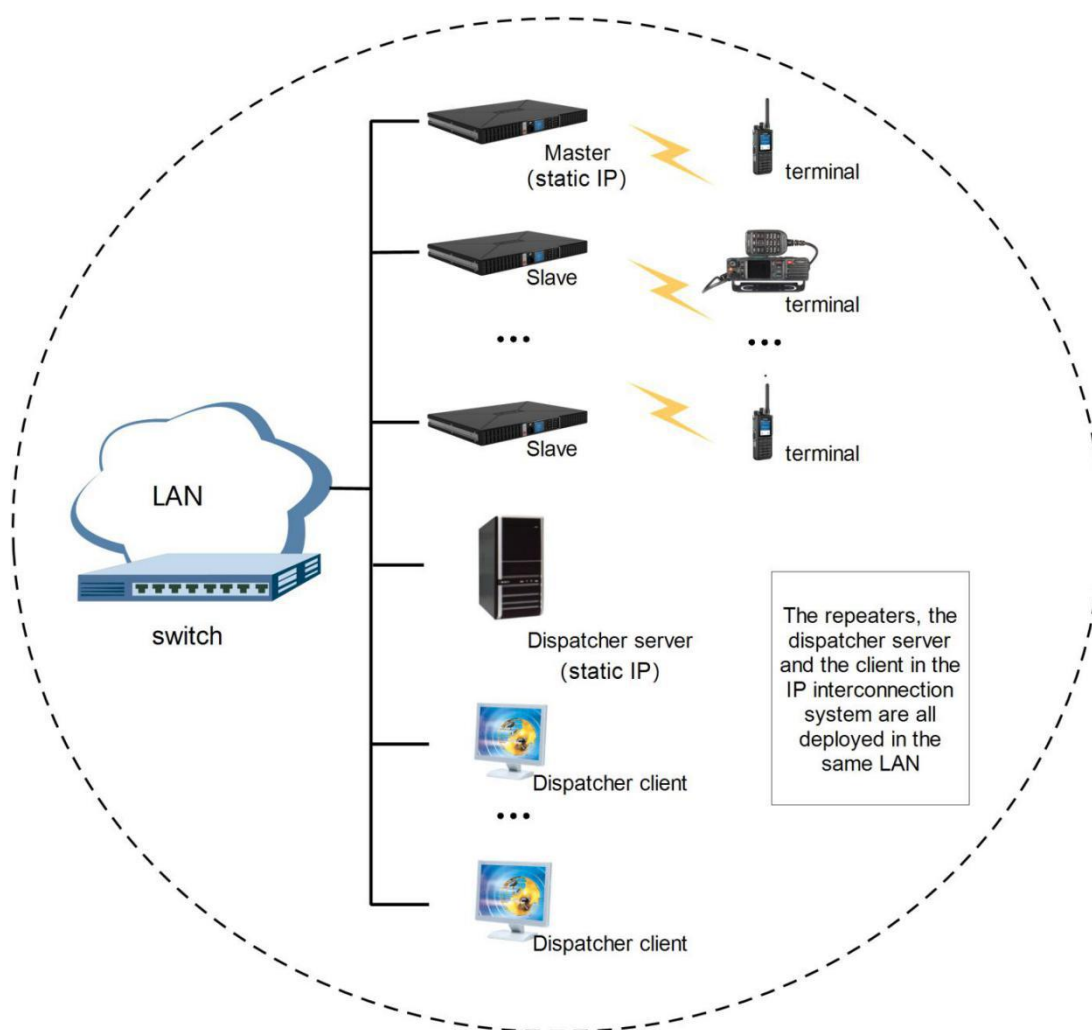 Master
(static IP)
terminal
Slave
terminal
...
...
Slave
terminal
LAN
switch
Dispatcher server
(static IP)
The repeaters, the
dispatcher server
and the client in the
IP interconnection
system are all
deployed in the
same LAN
Dispatcher client
...
Dispatcher client